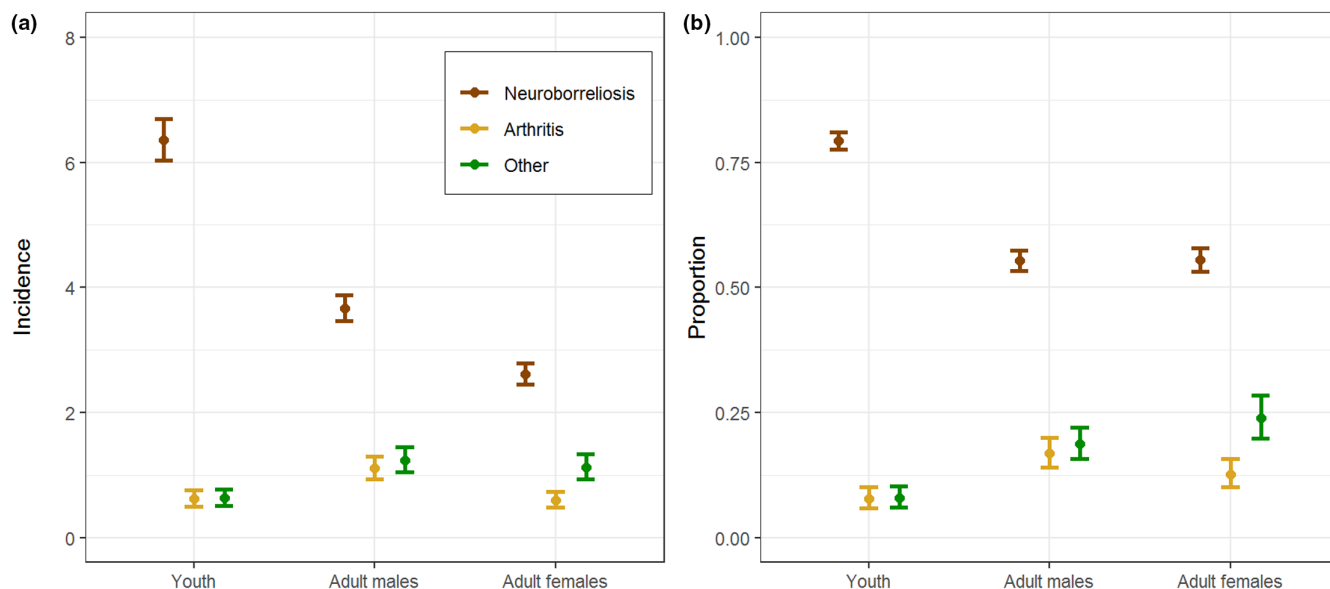 (a)
Incidence
8
6
4
2
0
Neuroborreliosis
Arthritis
Other
Youth Adult males Adult females
(b)
Proportion
1.00
0.75
0.50
0.25
0.00
Youth Adult males Adult females